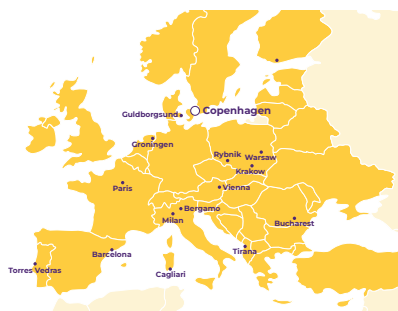 Copenhagen
Guldborgsund
Groningen
Rybnik
Warsaw
Krakow
Paris
Vienna
Bergamo
Milan
Bucharest
Barcelona
Tirana
Torres Vedras
Cagliari